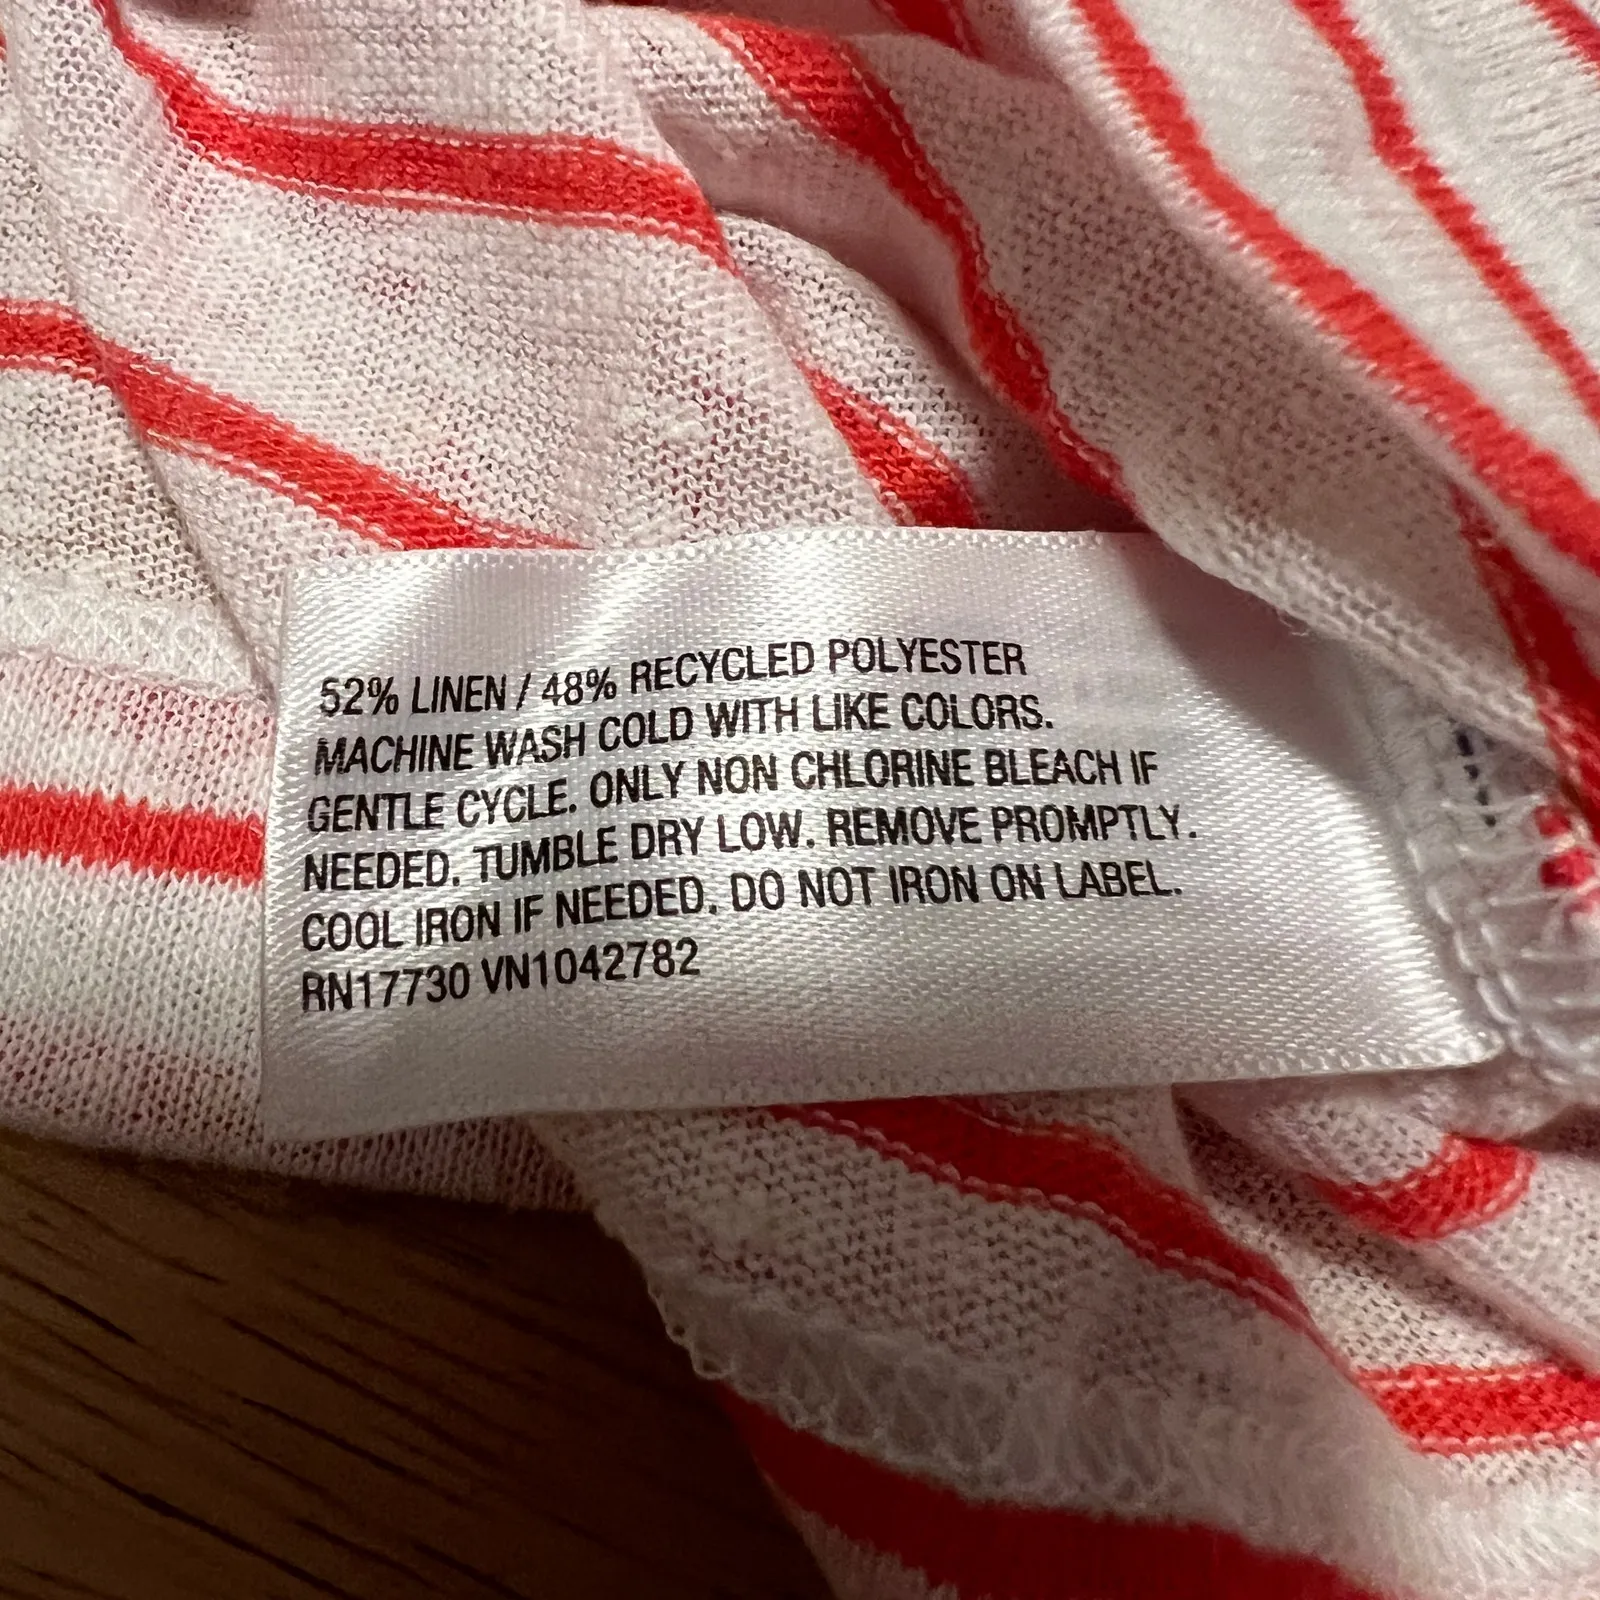 52% LINEN / 48% RECYCLED POLYESTER
MACHINE WASH COLD WITH LIKE COLORS.
GENTLE CYCLE. ONLY NON CHLORINE BLEACH IF
NEEDED. TUMBLE DRY LOW. REMOVE PROMPTLY.
COOL IRON IF NEEDED. DO NOT IRON ON LABEL.
RN17730 VN1042782